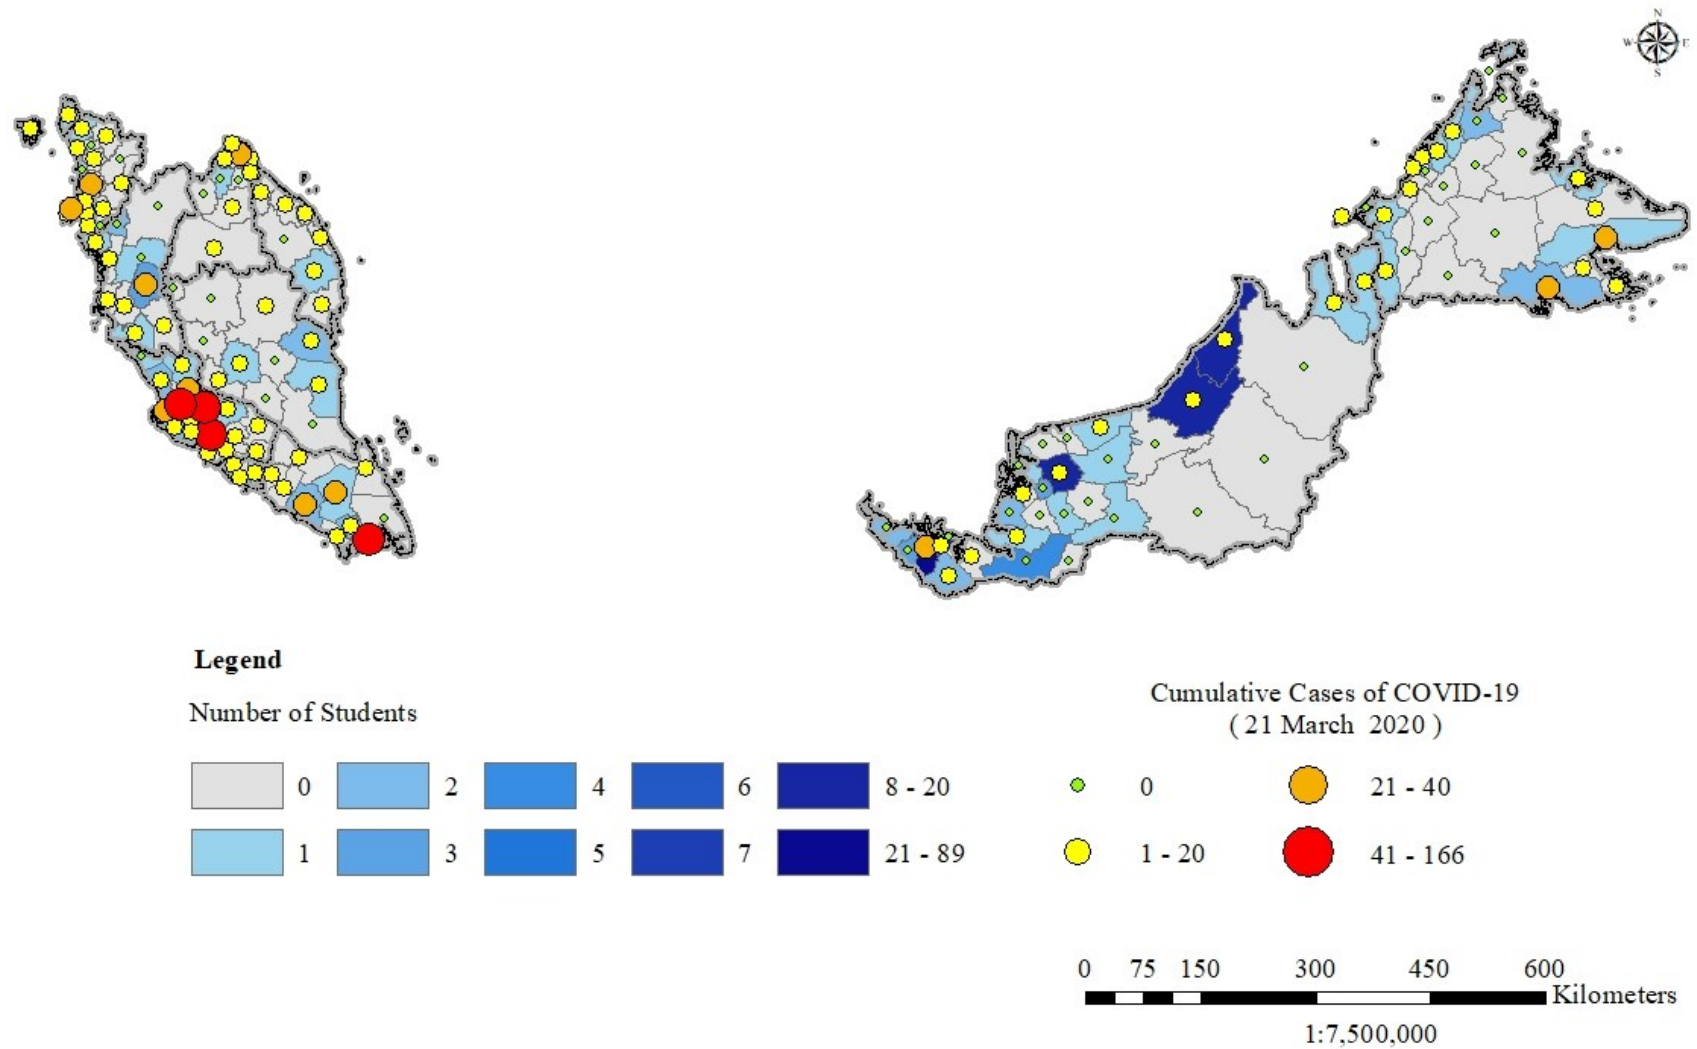 N
W E
S
Legend
Number of Students
0 2 4 6 8 - 20
1 3 5 7 21 - 89
Cumulative Cases of COVID-19
( 21 March 2020 )
0 21 - 40
1 - 20 41 - 166
0 75 150 300 450 600
Kilometers
1:7,500,000